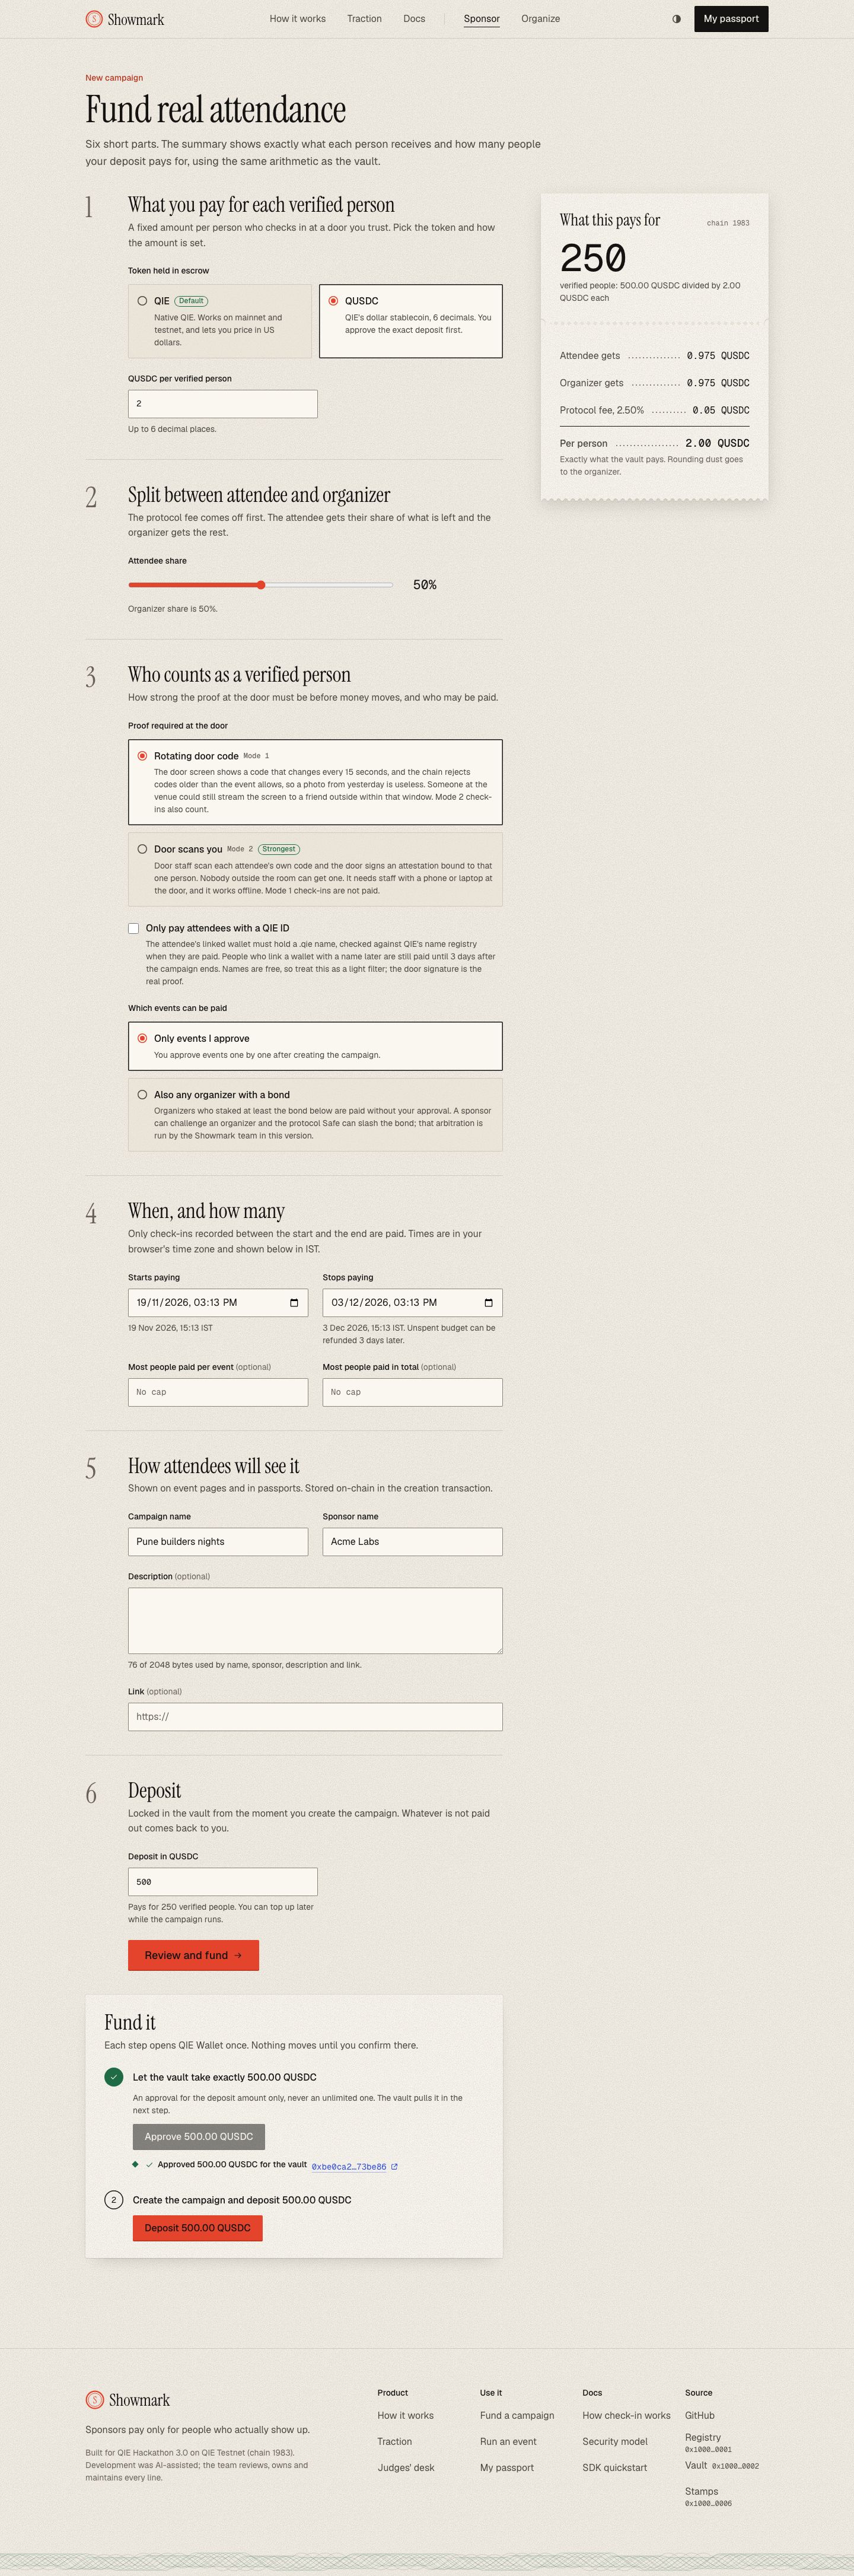 Showmark
How it works
Traction
Docs
Sponsor
Organize
My passport
New campaign
Fund real attendance
Six short parts. The summary shows exactly what each person receives and how many people
your deposit pays for, using the same arithmetic as the vault.
1
What you pay for each verified person
A fixed amount per person who checks in at a door you trust. Pick the token and how
the amount is set.
Token held in escrow
QIE Default
Native QIE. Works on mainnet and
testnet, and lets you price in US
dollars.
QUSDC
QIE's dollar stablecoin, 6 decimals. You
approve the exact deposit first.
QUSDC per verified person
2
Up to 6 decimal places.
What this pays for
chain 1983
250
verified people: 500.00 QUSDC divided by 2.00
QUSDC each
Attendee gets 0.975 QUSDC
Organizer gets 0.975 QUSDC
Protocol fee, 2.50% 0.05 QUSDC
Per person 2.00 QUSDC
Exactly what the vault pays. Rounding dust goes
to the organizer.
2
Split between attendee and organizer
The protocol fee comes off first. The attendee gets their share of what is left and the
organizer gets the rest.
Attendee share
50%
Organizer share is 50%.
3
Who counts as a verified person
How strong the proof at the door must be before money moves, and who may be paid.
Proof required at the door
Rotating door code Mode 1
The door screen shows a code that changes every 15 seconds, and the chain rejects
codes older than the event allows, so a photo from yesterday is useless. Someone at the
venue could still stream the screen to a friend outside within that window. Mode 2 check-
ins also count.
Door scans you Mode 2 Strongest
Door staff scan each attendee's own code and the door signs an attestation bound to that
one person. Nobody outside the room can get one. It needs staff with a phone or laptop at
the door, and it works offline. Mode 1 check-ins are not paid.
Only pay attendees with a QIE ID
The attendee's linked wallet must hold a .qie name, checked against QIE's name registry
when they are paid. People who link a wallet with a name later are still paid until 3 days after
the campaign ends. Names are free, so treat this as a light filter; the door signature is the
real proof.
Which events can be paid
Only events I approve
You approve events one by one after creating the campaign.
Also any organizer with a bond
Organizers who staked at least the bond below are paid without your approval. A sponsor
can challenge an organizer and the protocol Safe can slash the bond; that arbitration is
run by the Showmark team in this version.
4
When, and how many
Only check-ins recorded between the start and the end are paid. Times are in your
browser's time zone and shown below in IST.
Starts paying
19/11/2026, 03:13 PM
19 Nov 2026, 15:13 IST
Stops paying
03/12/2026, 03:13 PM
3 Dec 2026, 15:13 IST. Unspent budget can be
refunded 3 days later.
Most people paid per event (optional)
No cap
Most people paid in total (optional)
No cap
5
How attendees will see it
Shown on event pages and in passports. Stored on-chain in the creation transaction.
Campaign name
Pune builders nights
Sponsor name
Acme Labs
Description (optional)
76 of 2048 bytes used by name, sponsor, description and link.
Link (optional)
https://
6
Deposit
Locked in the vault from the moment you create the campaign. Whatever is not paid
out comes back to you.
Deposit in QUSDC
500
Pays for 250 verified people. You can top up later
while the campaign runs.
Review and fund →
Fund it
Each step opens QIE Wallet once. Nothing moves until you confirm there.
Let the vault take exactly 500.00 QUSDC
An approval for the deposit amount only, never an unlimited one. The vault pulls it in the
next step.
Approve 500.00 QUSDC
Approved 500.00 QUSDC for the vault 0xbe0ca2…73be86
2
Create the campaign and deposit 500.00 QUSDC
Deposit 500.00 QUSDC
Showmark
Sponsors pay only for people who actually show up.
Built for QIE Hackathon 3.0 on QIE Testnet (chain 1983).
Development was AI-assisted; the team reviews, owns and
maintains every line.
Product
How it works
Traction
Judges' desk
Use it
Fund a campaign
Run an event
My passport
Docs
How check-in works
Security model
SDK quickstart
Source
GitHub
Registry
0x1000…0001
Vault 0x1000…0002
Stamps
0x1000…0006